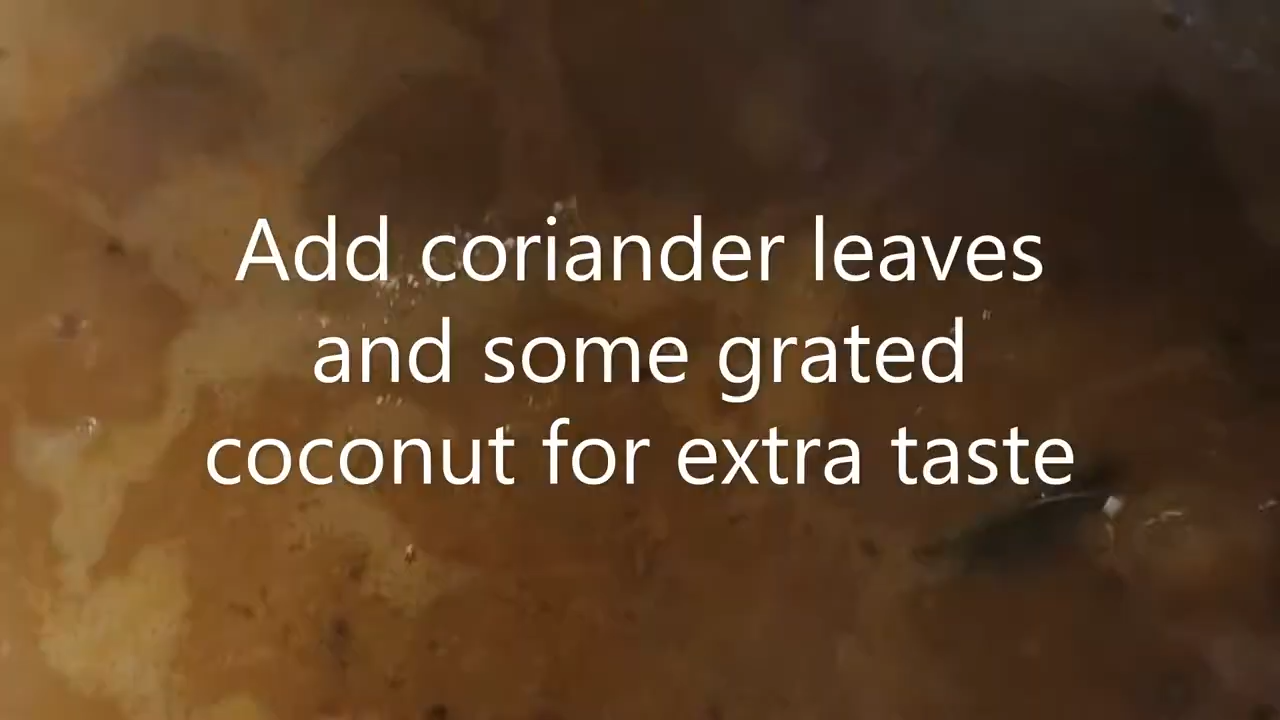 Add coriander leaves
and some grated
coconut for extra taste